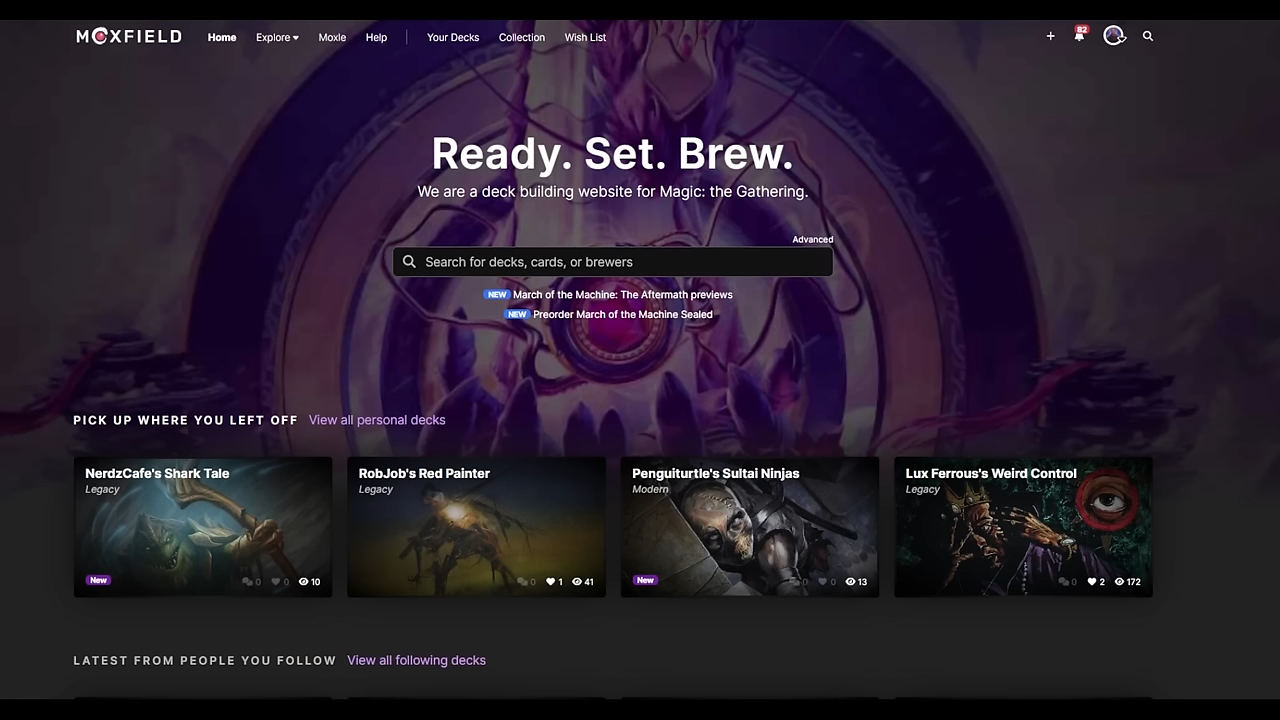 MOXFIELD Home Explore Moxle Help Your Decks Collection Wish List 82
Ready. Set. Brew.
We are a deck building website for Magic: the Gathering.
Advanced
Search for decks, cards, or brewers
NEW March of the Machine: The Aftermath previews
NEW Preorder March of the Machine Sealed
PICK UP WHERE YOU LEFT OFF View all personal decks
NerdzCafe's Shark Tale
Legacy
New 0 0 10
RobJob's Red Painter
Legacy
0 1 41
Penguiturtle's Sultai Ninjas
Modern
New 0 0 13
Lux Ferrous's Weird Control
Legacy
0 2 172
LATEST FROM PEOPLE YOU FOLLOW View all following decks